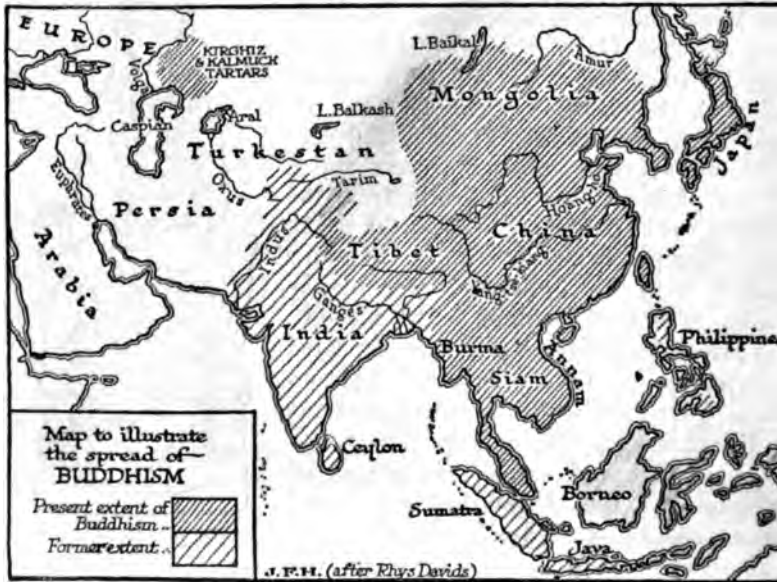 EUROPE
KIRGHIZ
& KALMUCK
TARTARS
Volga
L.Baikal
Amur
Mongolia
L.Balkash
Aral
Caspian
Turkestan
Oxus
Tarim
Japan
Euphrates
Persia
Hoang-ho
China
Arabia
Indus
Tibet
Yang-tse-Kiang
Ganges
India
Burma
Annam
Siam
Philippines
Map to illustrate
the spread of—
BUDDHISM
Present extent of
Buddhism ..
Former extent ..
Ceylon
Sumatra
Borneo
Java
J.F.H. (after Rhys Davids)